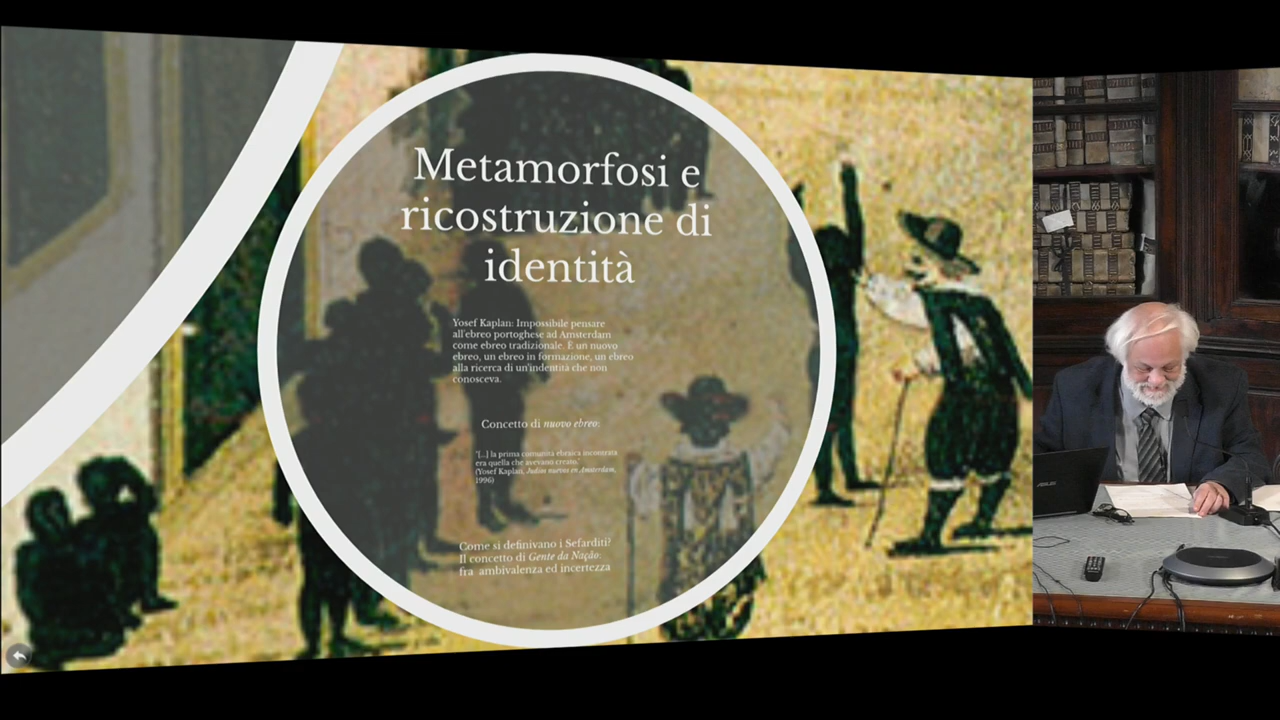 Metamorfosi e
ricostruzione di
identità
Yosef Kaplan: Impossibile pensare
all'ebreo portoghese ad Amsterdam
come ebreo tradizionale. È un nuovo
ebreo, un ebreo in formazione, un ebreo
alla ricerca di un'indentità che non
conosceva.
Concetto di nuovo ebreo:
"[...] la prima comunità ebraica incontrata
era quella che avevano creato."
(Yosef Kaplan, Judíos nuevos en Amsterdam,
1996)
Come si definivano i Sefarditi?
Il concetto di Gente da Nação:
fra ambivalenza ed incertezza
ASUS